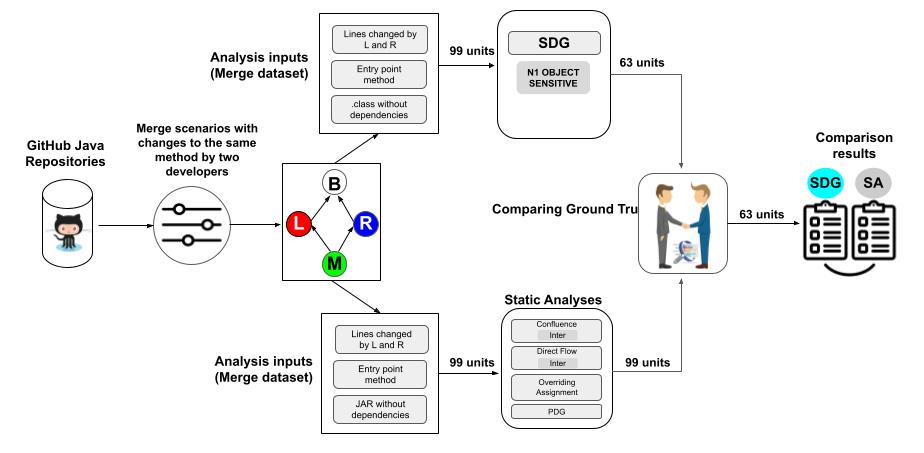 GitHub Java
Repositories
Merge scenarios with
changes to the same
method by two
developers
Analysis inputs
(Merge dataset)
Lines changed by
L and R
Entry point
method
.class without
dependencies
99 units
SDG
N1 OBJECT
SENSITIVE
63 units
B
L
R
M
Analysis inputs
(Merge dataset)
Lines changed
by L and R
Entry point
method
JAR without
dependencies
99 units
Static Analyses
Confluence
Inter
Direct Flow
Inter
Overriding
Assignment
PDG
99 units
Comparing Ground Tru
63 units
Comparison
results
SDG
SA